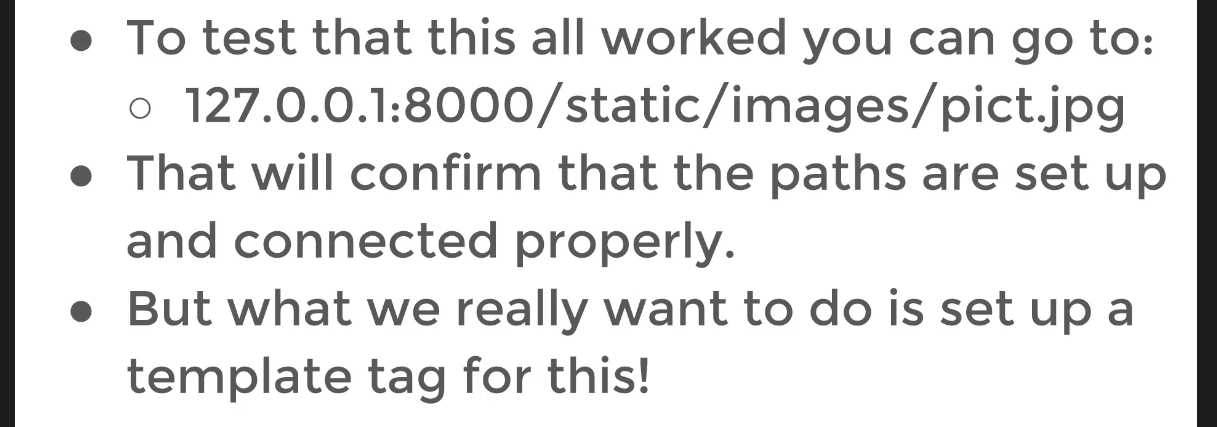 ● To test that this all worked you can go to:
○ 127.0.0.1:8000/static/images/pict.jpg
● That will confirm that the paths are set up
and connected properly.
● But what we really want to do is set up a
template tag for this!